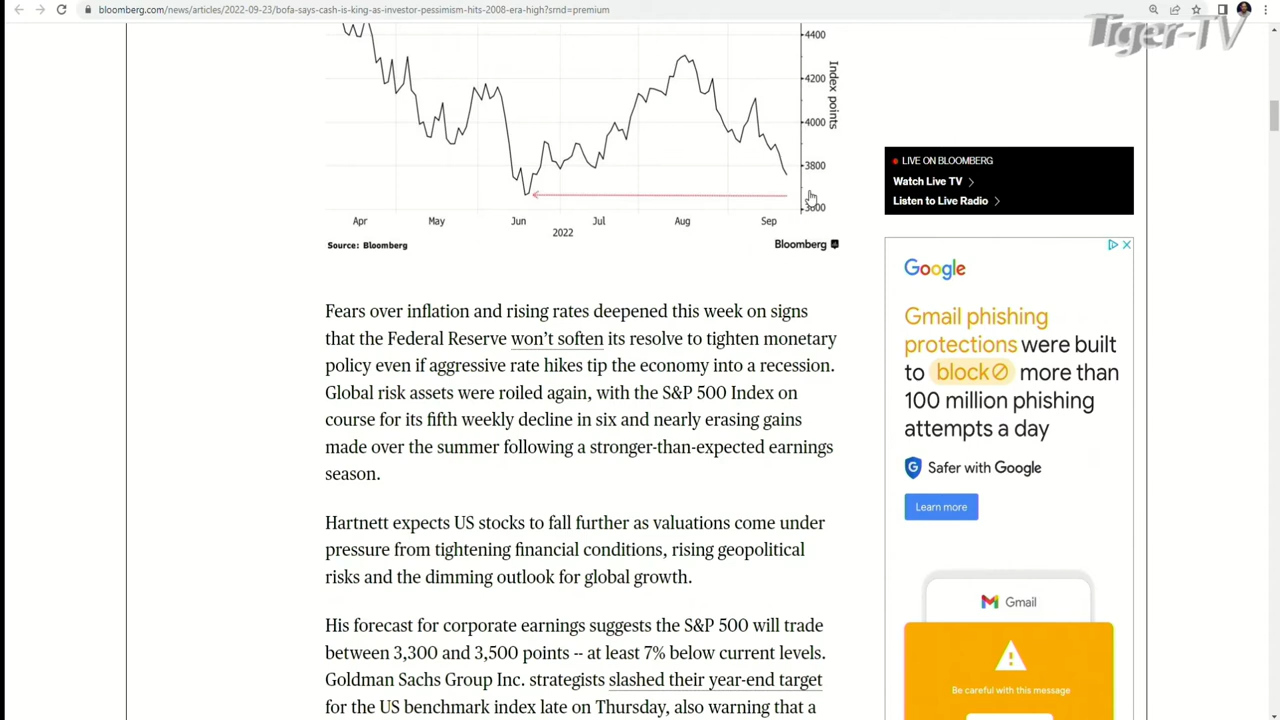 bloomberg.com/news/articles/2022-09-23/bofa-says-cash-is-king-as-investor-pessimism-hits-2008-era-high?srnd=premium
Tiger-TV
4400
4200
4000
3800
3600
Index points
Apr May Jun Jul Aug Sep
2022
Source: Bloomberg
Bloomberg
Fears over inflation and rising rates deepened this week on signs
that the Federal Reserve won’t soften its resolve to tighten monetary
policy even if aggressive rate hikes tip the economy into a recession.
Global risk assets were roiled again, with the S&P 500 Index on
course for its fifth weekly decline in six and nearly erasing gains
made over the summer following a stronger-than-expected earnings
season.
Hartnett expects US stocks to fall further as valuations come under
pressure from tightening financial conditions, rising geopolitical
risks and the dimming outlook for global growth.
His forecast for corporate earnings suggests the S&P 500 will trade
between 3,300 and 3,500 points -- at least 7% below current levels.
Goldman Sachs Group Inc. strategists slashed their year-end target
for the US benchmark index late on Thursday, also warning that a
LIVE ON BLOOMBERG
Watch Live TV
Listen to Live Radio
Google
Gmail phishing
protections were built
to block more than
100 million phishing
attempts a day
Safer with Google
Learn more
Gmail
Be careful with this message